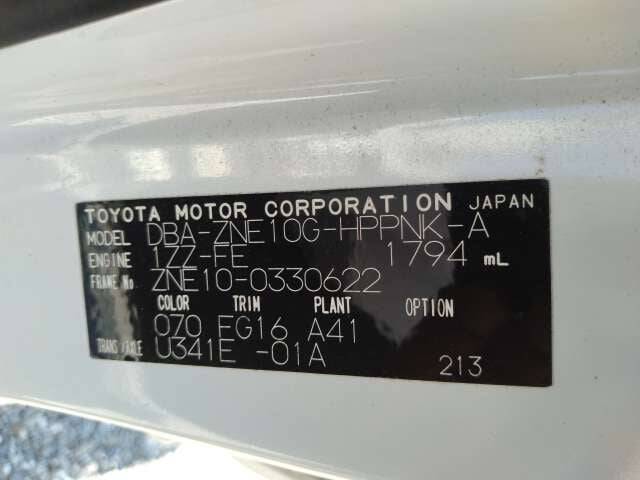 TOYOTA MOTOR CORPORATION JAPAN
MODEL DBA-ZNE10G-HPPNK-A
ENGINE 1ZZ-FE 1794 mL
FRAME No. ZNE10-0330622
COLOR TRIM PLANT OPTION
070 FG16 A41
TRANS/AXLE U341E -01A 213